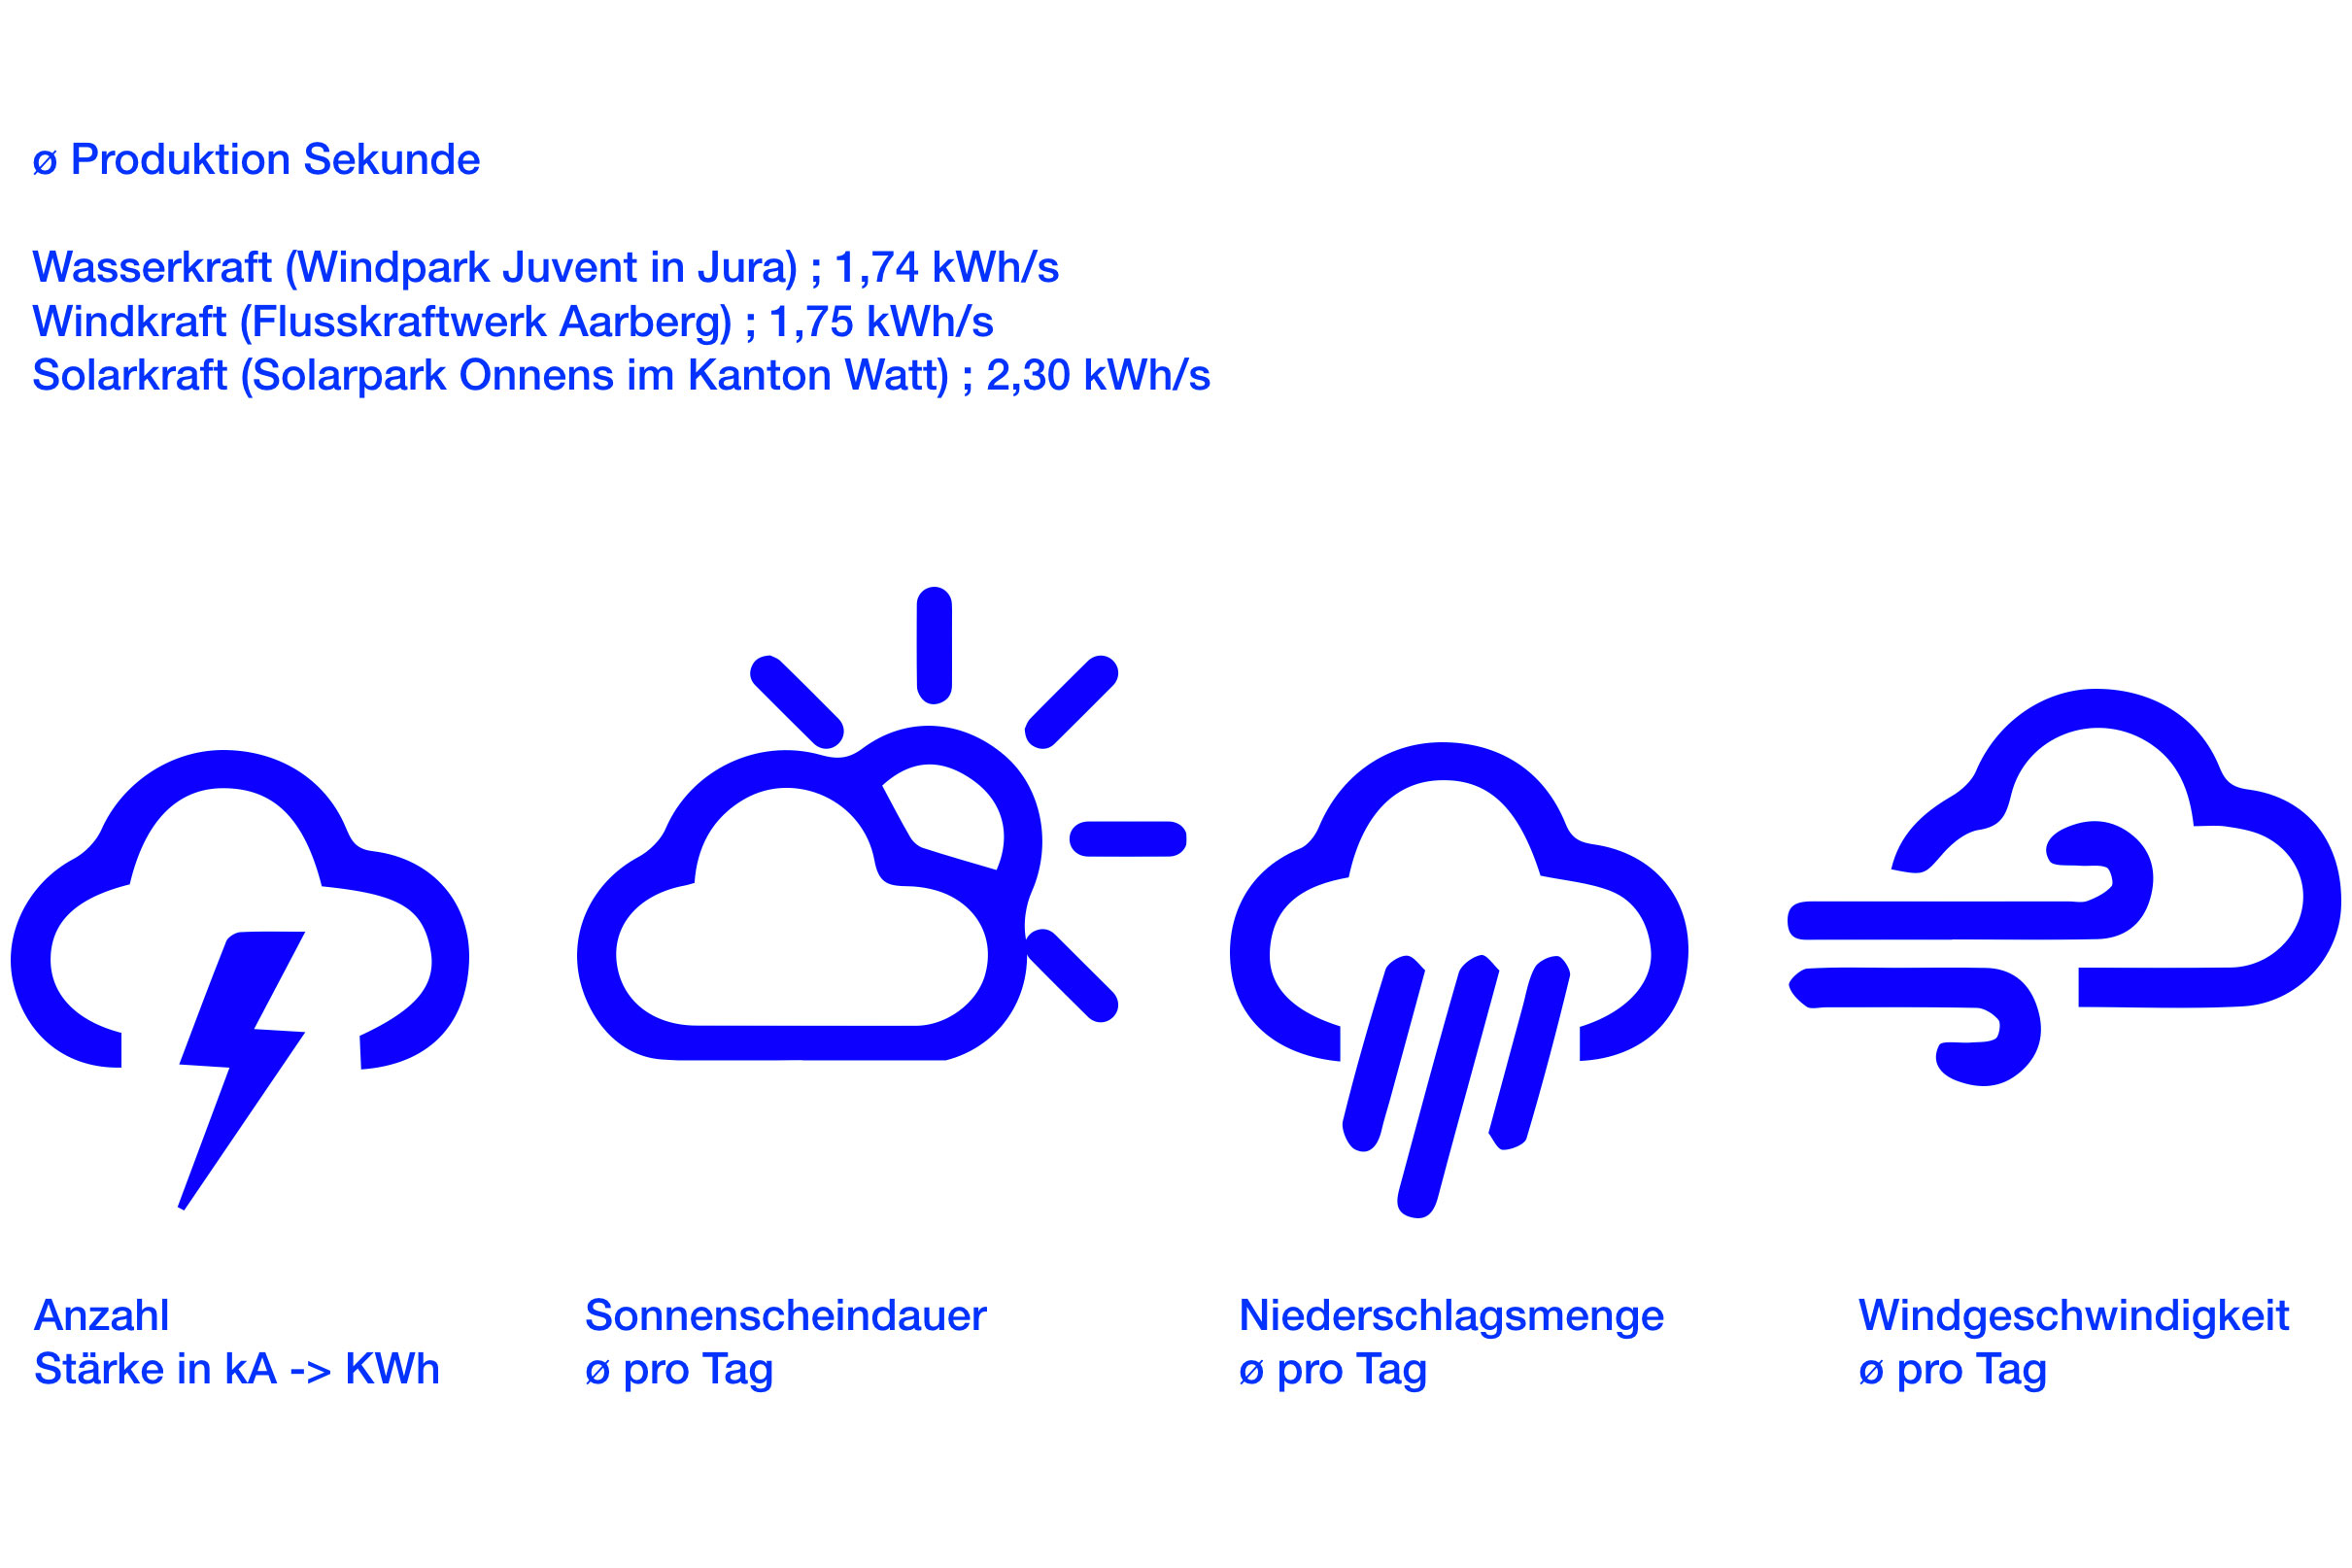 ø Produktion Sekunde
Wasserkraft (Windpark Juvent in Jura) ; 1,74 kWh/s
Windkraft (Flusskraftwerk Aarberg) ; 1,75 kWh/s
Solarkraft (Solarpark Onnens im Kanton Watt) ; 2,30 kWh/s
Anzahl
Stärke in kA -> KWh
Sonnenscheindauer
ø pro Tag
Niederschlagsmenge
ø pro Tag
Windgeschwindigkeit
ø pro Tag